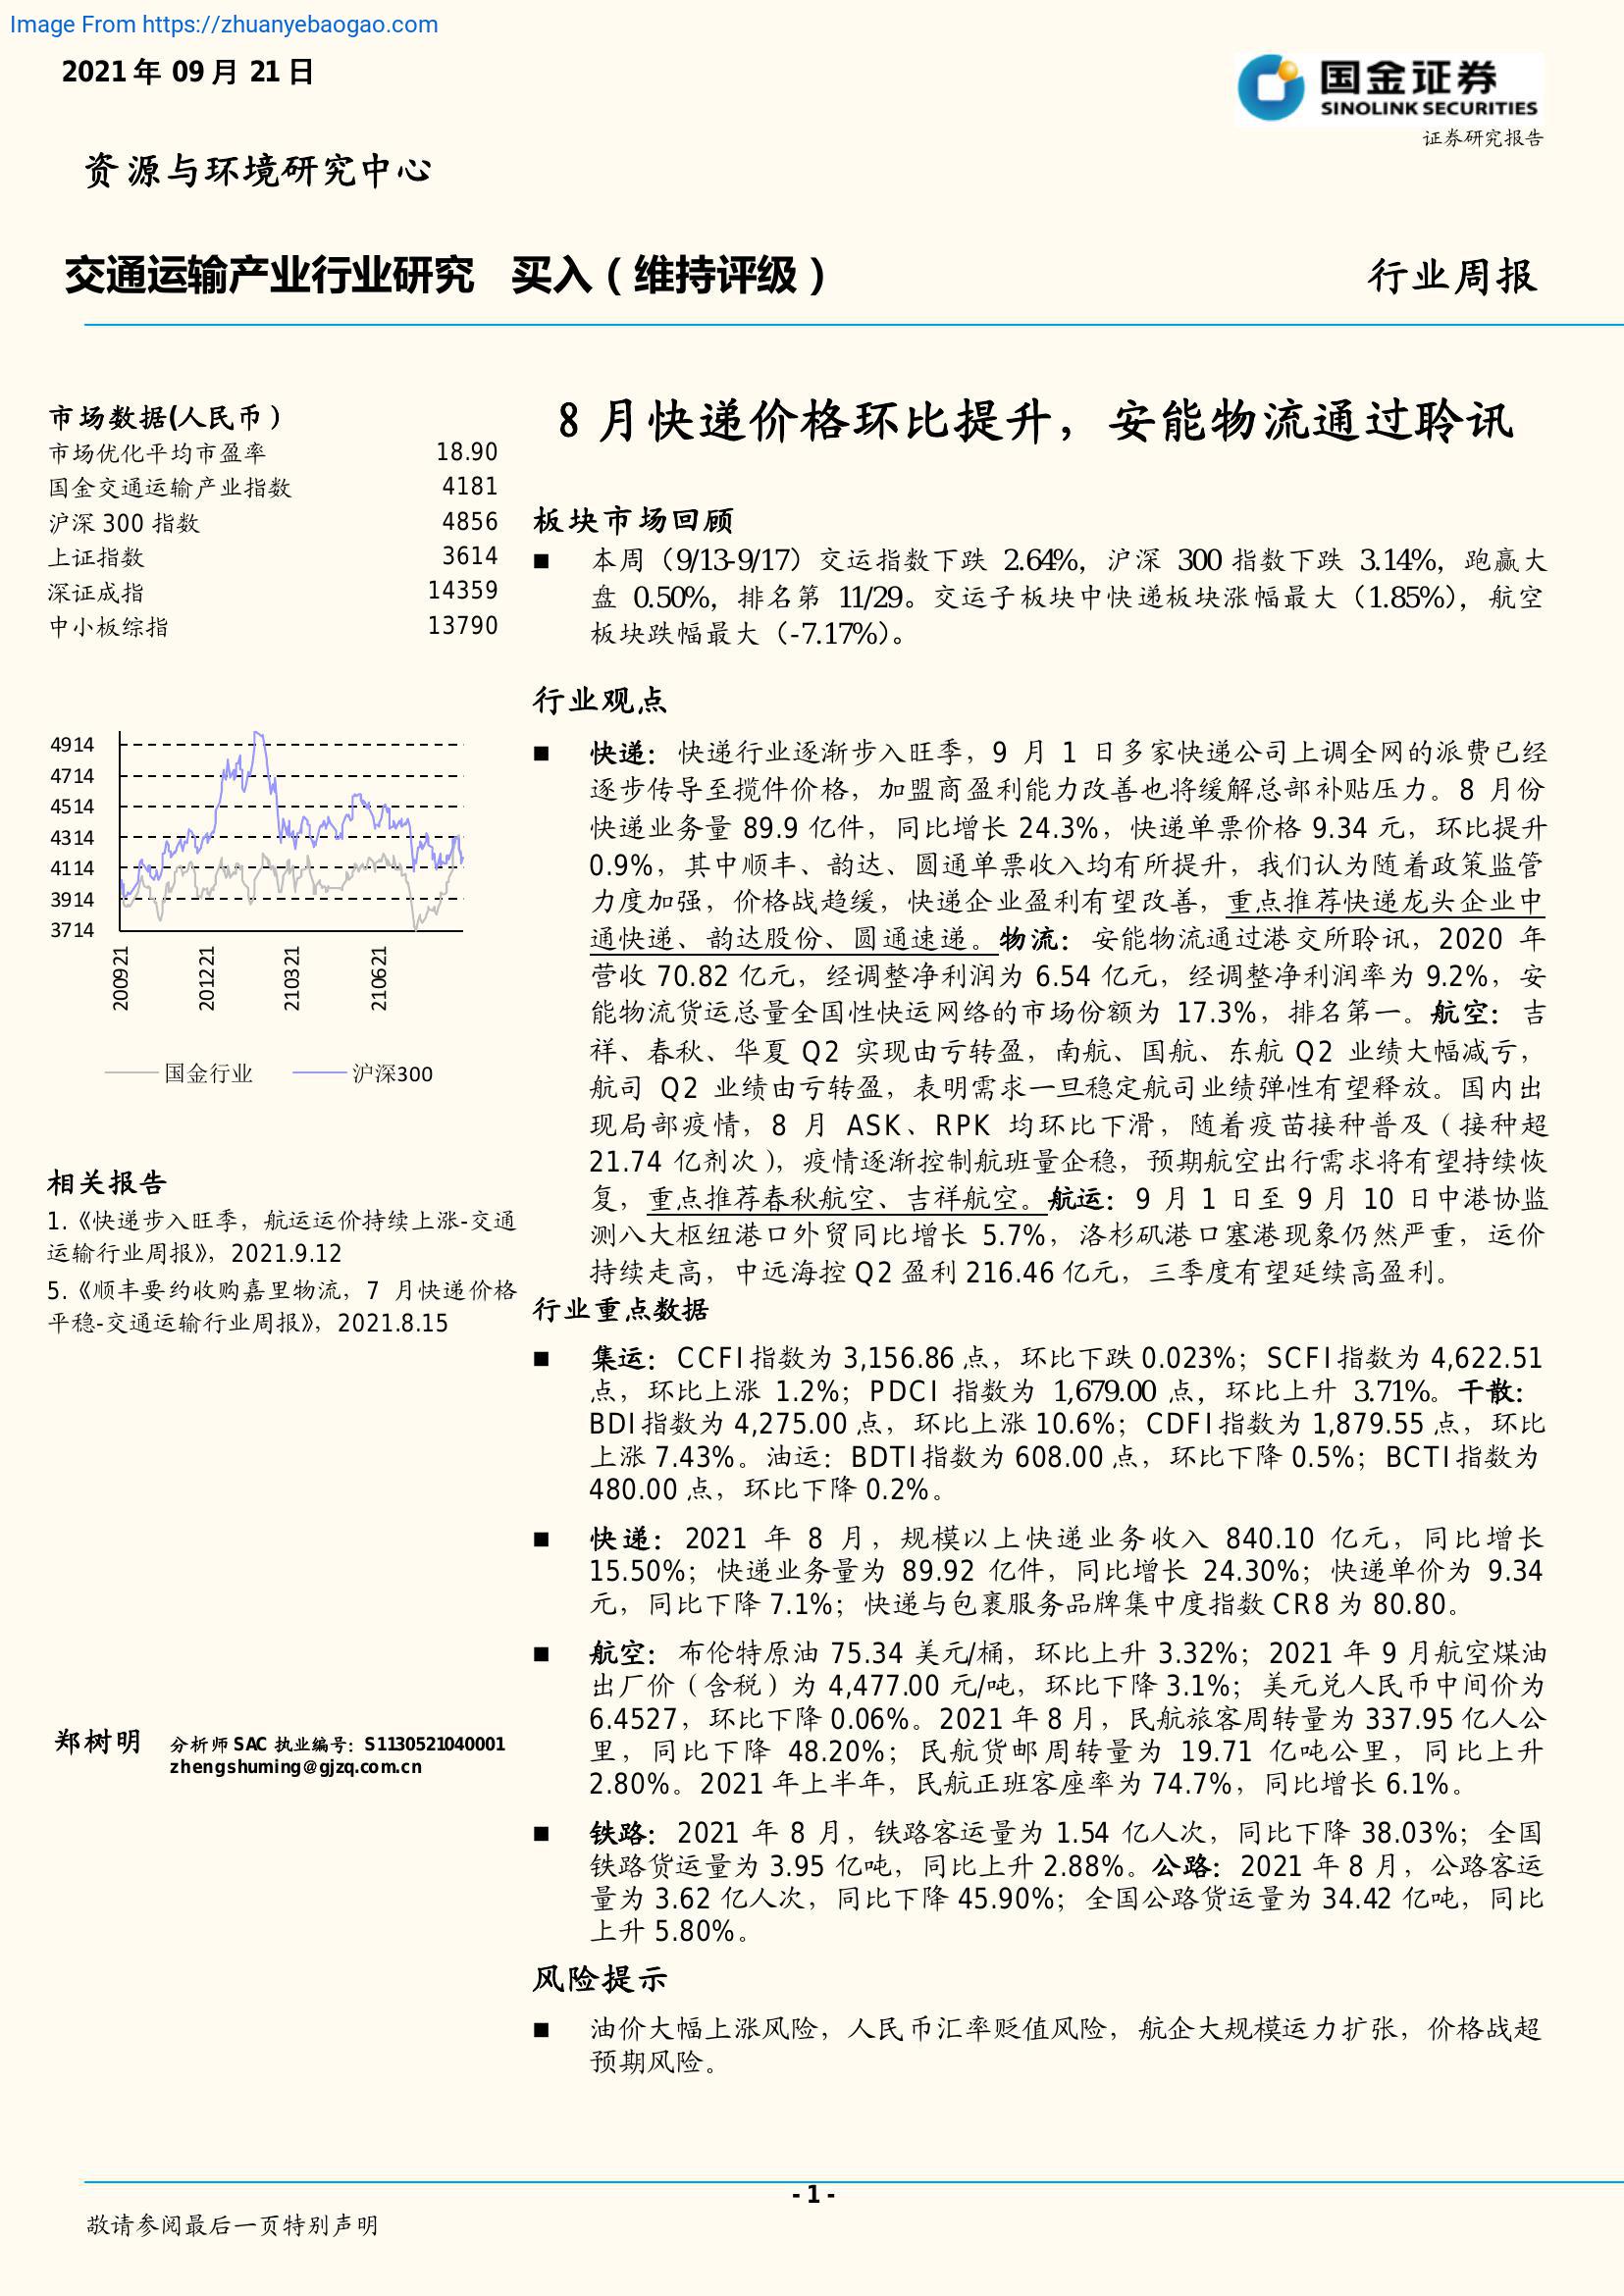 Image From https://zhuanyebaogao.com
2021 年 09 月 21 日
国金证券
SINOLINK SECURITIES
证券研究报告
资源与环境研究中心
交通运输产业行业研究 买入（维持评级）
行业周报
市场数据(人民币）
市场优化平均市盈率 18.90
国金交通运输产业指数 4181
沪深 300 指数 4856
上证指数 3614
深证成指 14359
中小板综指 13790
4914
4714
4514
4314
4114
3914
3714
200921
201221
210321
210621
国金行业 沪深300
相关报告
1.《快递步入旺季，航运运价持续上涨-交通
运输行业周报》，2021.9.12
5.《顺丰要约收购嘉里物流，7 月快递价格
平稳-交通运输行业周报》，2021.8.15
郑树明 分析师 SAC 执业编号：S1130521040001
zhengshuming@gjzq.com.cn
8 月快递价格环比提升，安能物流通过聆讯
板块市场回顾
■ 本周（9/13-9/17）交运指数下跌 2.64%，沪深 300 指数下跌 3.14%，跑赢大
盘 0.50%，排名第 11/29。交运子板块中快递板块涨幅最大（1.85%），航空
板块跌幅最大（-7.17%）。
行业观点
■ 快递：快递行业逐渐步入旺季，9 月 1 日多家快递公司上调全网的派费已经
逐步传导至揽件价格，加盟商盈利能力改善也将缓解总部补贴压力。8 月份
快递业务量 89.9 亿件，同比增长 24.3%，快递单票价格 9.34 元，环比提升
0.9%，其中顺丰、韵达、圆通单票收入均有所提升，我们认为随着政策监管
力度加强，价格战趋缓，快递企业盈利有望改善，重点推荐快递龙头企业中
通快递、韵达股份、圆通速递。物流：安能物流通过港交所聆讯，2020 年
营收 70.82 亿元，经调整净利润为 6.54 亿元，经调整净利润率为 9.2%，安
能物流货运总量全国性快运网络的市场份额为 17.3%，排名第一。航空：吉
祥、春秋、华夏 Q2 实现由亏转盈，南航、国航、东航 Q2 业绩大幅减亏，
航司 Q2 业绩由亏转盈，表明需求一旦稳定航司业绩弹性有望释放。国内出
现局部疫情，8 月 ASK、RPK 均环比下滑，随着疫苗接种普及（接种超
21.74 亿剂次），疫情逐渐控制航班量企稳，预期航空出行需求将有望持续恢
复，重点推荐春秋航空、吉祥航空。航运：9 月 1 日至 9 月 10 日中港协监
测八大枢纽港口外贸同比增长 5.7%，洛杉矶港口塞港现象仍然严重，运价
持续走高，中远海控 Q2 盈利 216.46 亿元，三季度有望延续高盈利。
行业重点数据
■ 集运：CCFI指数为 3,156.86 点，环比下跌 0.023%；SCFI指数为 4,622.51
点，环比上涨 1.2%；PDCI 指数为 1,679.00 点，环比上升 3.71%。干散：
BDI指数为 4,275.00 点，环比上涨 10.6%；CDFI指数为 1,879.55 点，环比
上涨 7.43%。油运：BDTI指数为 608.00 点，环比下降 0.5%；BCTI指数为
480.00 点，环比下降 0.2%。
■ 快递：2021 年 8 月，规模以上快递业务收入 840.10 亿元，同比增长
15.50%；快递业务量为 89.92 亿件，同比增长 24.30%；快递单价为 9.34
元，同比下降 7.1%；快递与包裹服务品牌集中度指数 CR8 为 80.80。
■ 航空：布伦特原油 75.34 美元/桶，环比上升 3.32%；2021 年 9 月航空煤油
出厂价（含税）为 4,477.00 元/吨，环比下降 3.1%；美元兑人民币中间价为
6.4527，环比下降 0.06%。2021 年 8 月，民航旅客周转量为 337.95 亿人公
里，同比下降 48.20%；民航货邮周转量为 19.71 亿吨公里，同比上升
2.80%。2021 年上半年，民航正班客座率为 74.7%，同比增长 6.1%。
■ 铁路：2021 年 8 月，铁路客运量为 1.54 亿人次，同比下降 38.03%；全国
铁路货运量为 3.95 亿吨，同比上升 2.88%。公路：2021 年 8 月，公路客运
量为 3.62 亿人次，同比下降 45.90%；全国公路货运量为 34.42 亿吨，同比
上升 5.80%。
风险提示
■ 油价大幅上涨风险，人民币汇率贬值风险，航企大规模运力扩张，价格战超
预期风险。
- 1 -
敬请参阅最后一页特别声明